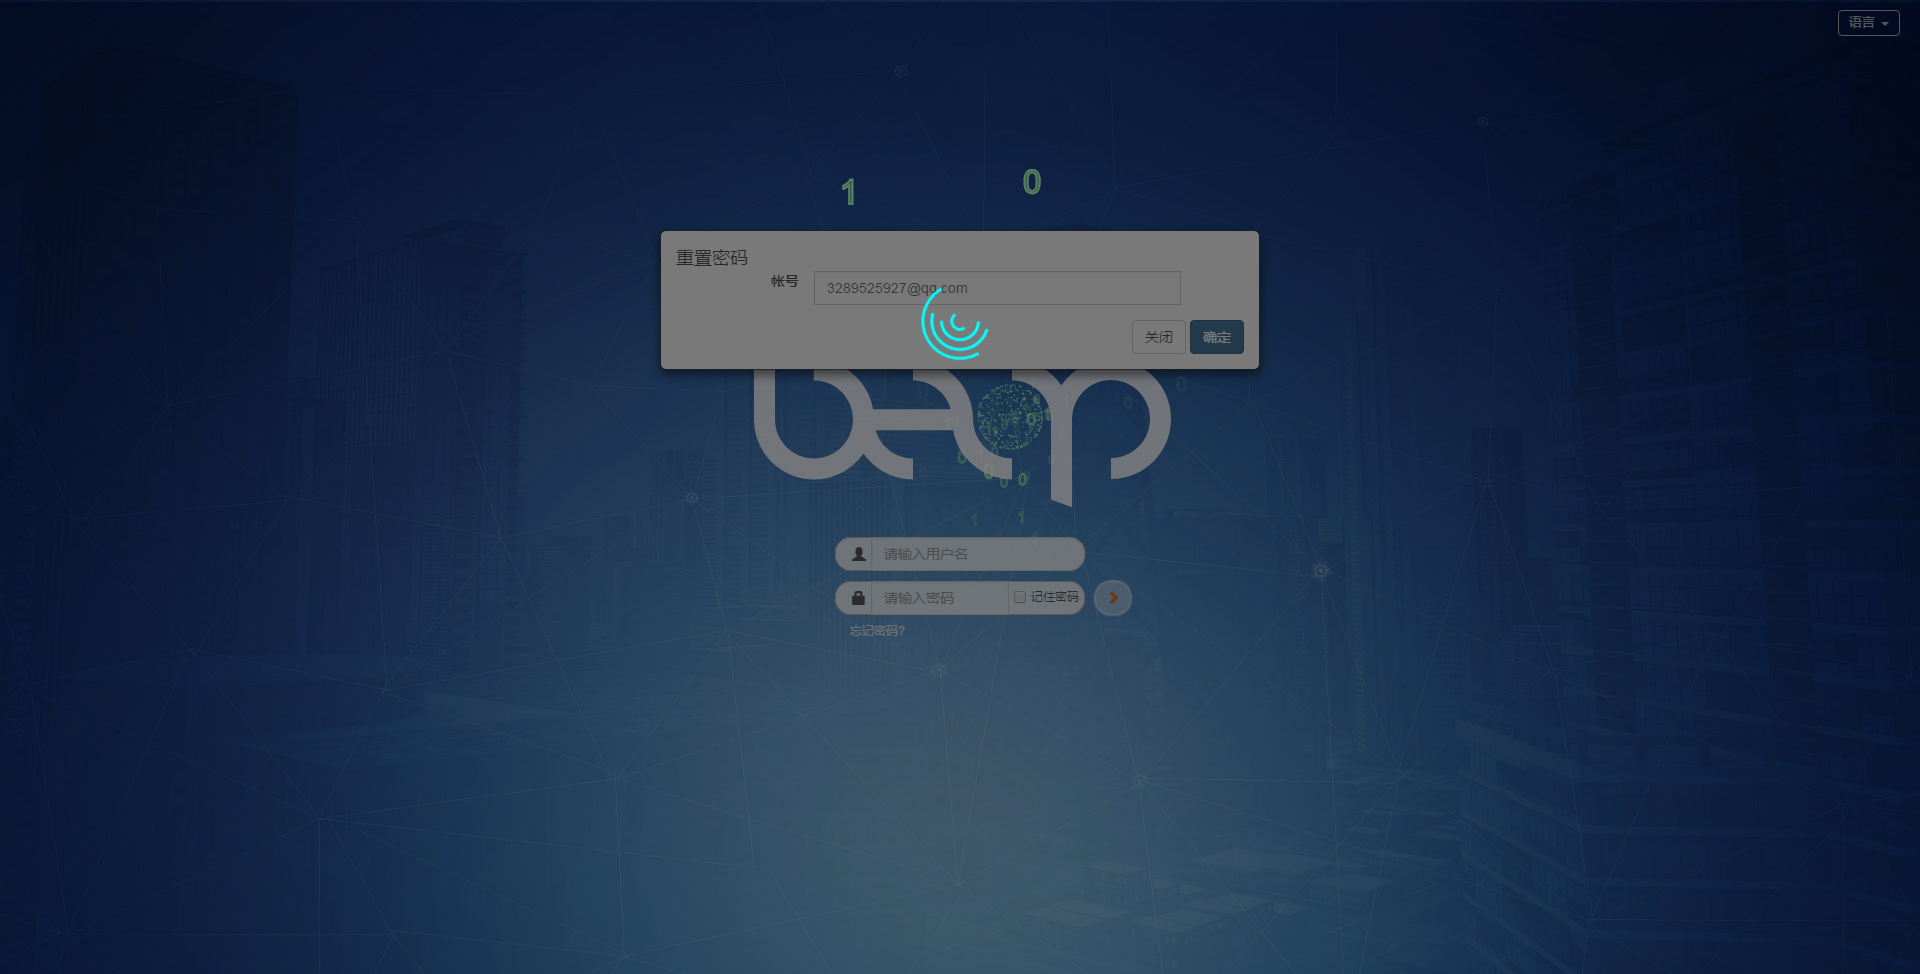 语言
1
0
重置密码
帐号
3289525927@qq.com
关闭
确定
beop
请输入用户名
请输入密码
记住密码
忘记密码?